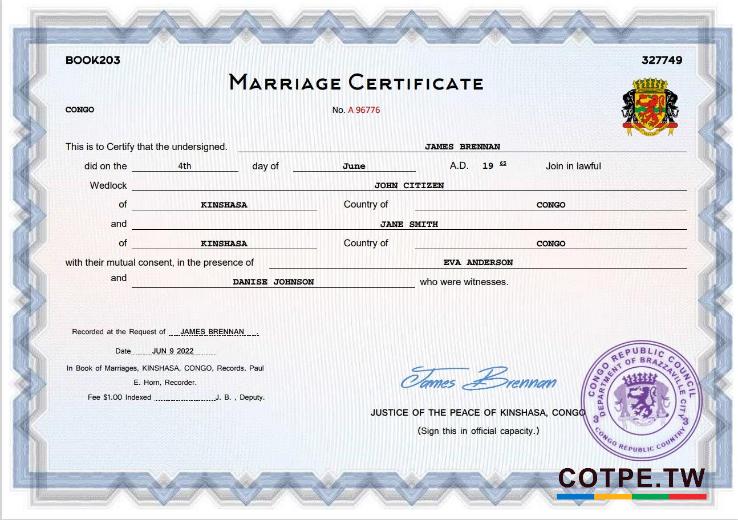 BOOK203 327749
MARRIAGE CERTIFICATE
CONGO No. A 96776
This is to Certify that the undersigned. JAMES BRENNAN
did on the 4th day of June A.D. 19 Join in lawful
Wedlock JOHN CITIZEN
of KINSHASA Country of CONGO
and JANE SMITH
of KINSHASA Country of CONGO
with their mutual consent, in the presence of EVA ANDERSON
and DANISE JOHNSON who were witnesses.
Recorded at the Request of JAMES BRENNAN
Date JUN 9 2022
In Book of Marriages, KINSHASA, CONGO, Records. Paul
E. Horn, Recorder.
Fee $1.00 Indexed J. B. , Deputy.
James Brennan
JUSTICE OF THE PEACE OF KINSHASA, CONGO
(Sign this in official capacity.)
CONGO REPUBLIC COUNCIL
DEPARTMENT OF BRAZZAVILLE CITY
3 3
CONGO REPUBLIC COUNTRY
COTPE.TW